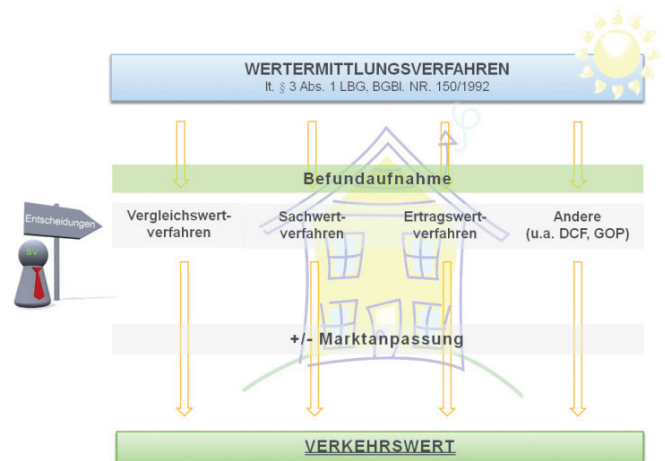 WERTERMITTLUNGSVERFAHREN
lt. § 3 Abs. 1 LBG, BGBl. NR. 150/1992
Befundaufnahme
Entscheidungen
SV
Vergleichswert-
verfahren
Sachwert-
verfahren
Ertragswert-
verfahren
Andere
(u.a. DCF, GOP)
+/- Marktanpassung
VERKEHRSWERT